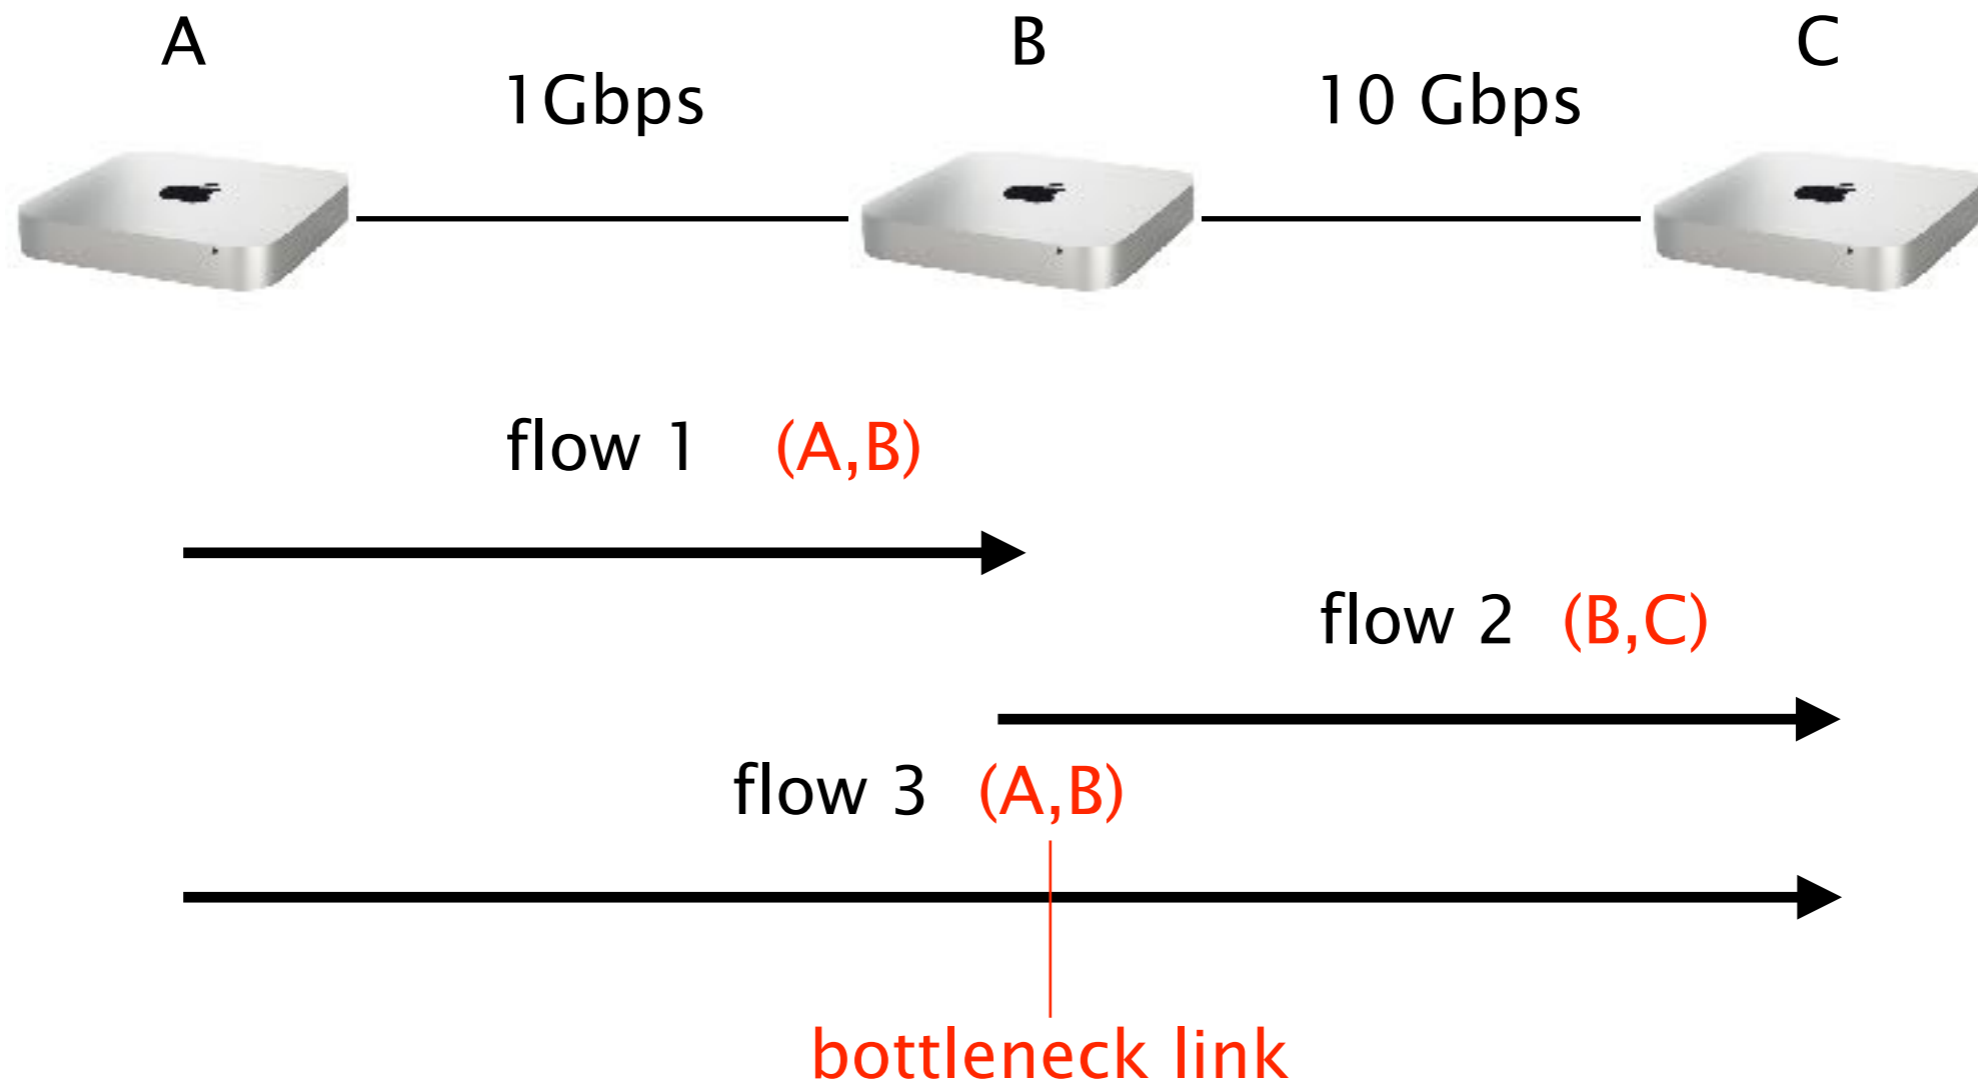 A B C
1Gbps 10 Gbps
flow 1 (A,B)
flow 2 (B,C)
flow 3 (A,B)
bottleneck link